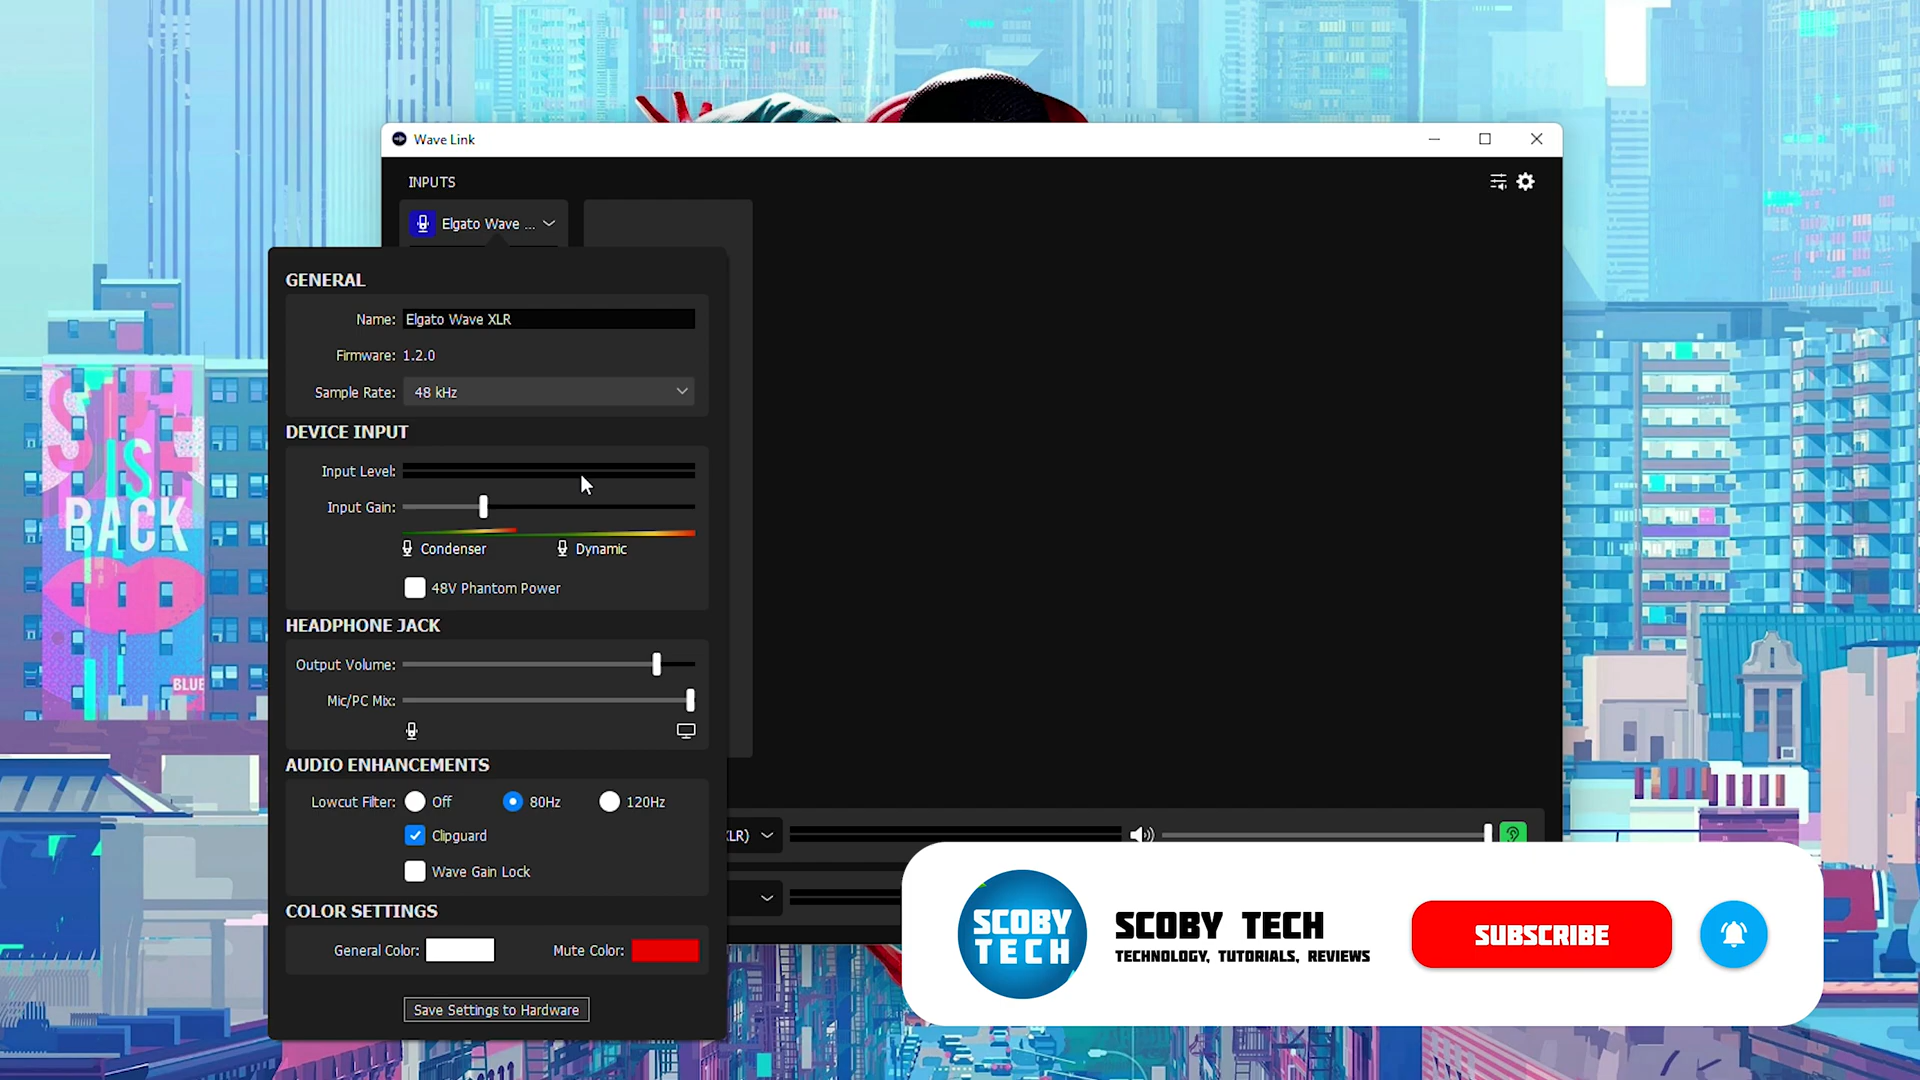 Wave Link
INPUTS
Elgato Wave ...
GENERAL
Name: Elgato Wave XLR
Firmware: 1.2.0
Sample Rate: 48 kHz
DEVICE INPUT
Input Level:
Input Gain:
Condenser Dynamic
48V Phantom Power
HEADPHONE JACK
Output Volume:
Mic/PC Mix:
AUDIO ENHANCEMENTS
Lowcut Filter: Off 80Hz 120Hz
Clipguard
Wave Gain Lock
COLOR SETTINGS
General Color: Mute Color:
Save Settings to Hardware
XLR)
IS
BACK
BLUE
SCOBY
TECH
SCOBY TECH
TECHNOLOGY, TUTORIALS, REVIEWS
SUBSCRIBE